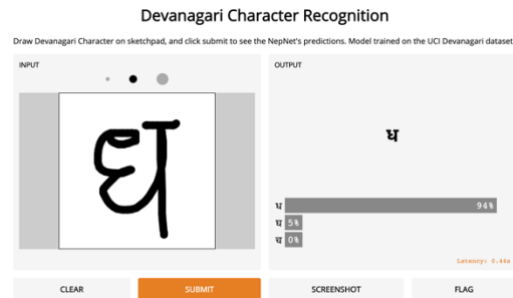 Devanagari Character Recognition
Draw Devanagari Character on sketchpad, and click submit to see the NepNet's predictions. Model trained on the UCI Devanagari dataset
INPUT
ध
OUTPUT
ध
ध 94%
घ 5%
च 0%
Latency: 0.44s
CLEAR SUBMIT SCREENSHOT FLAG